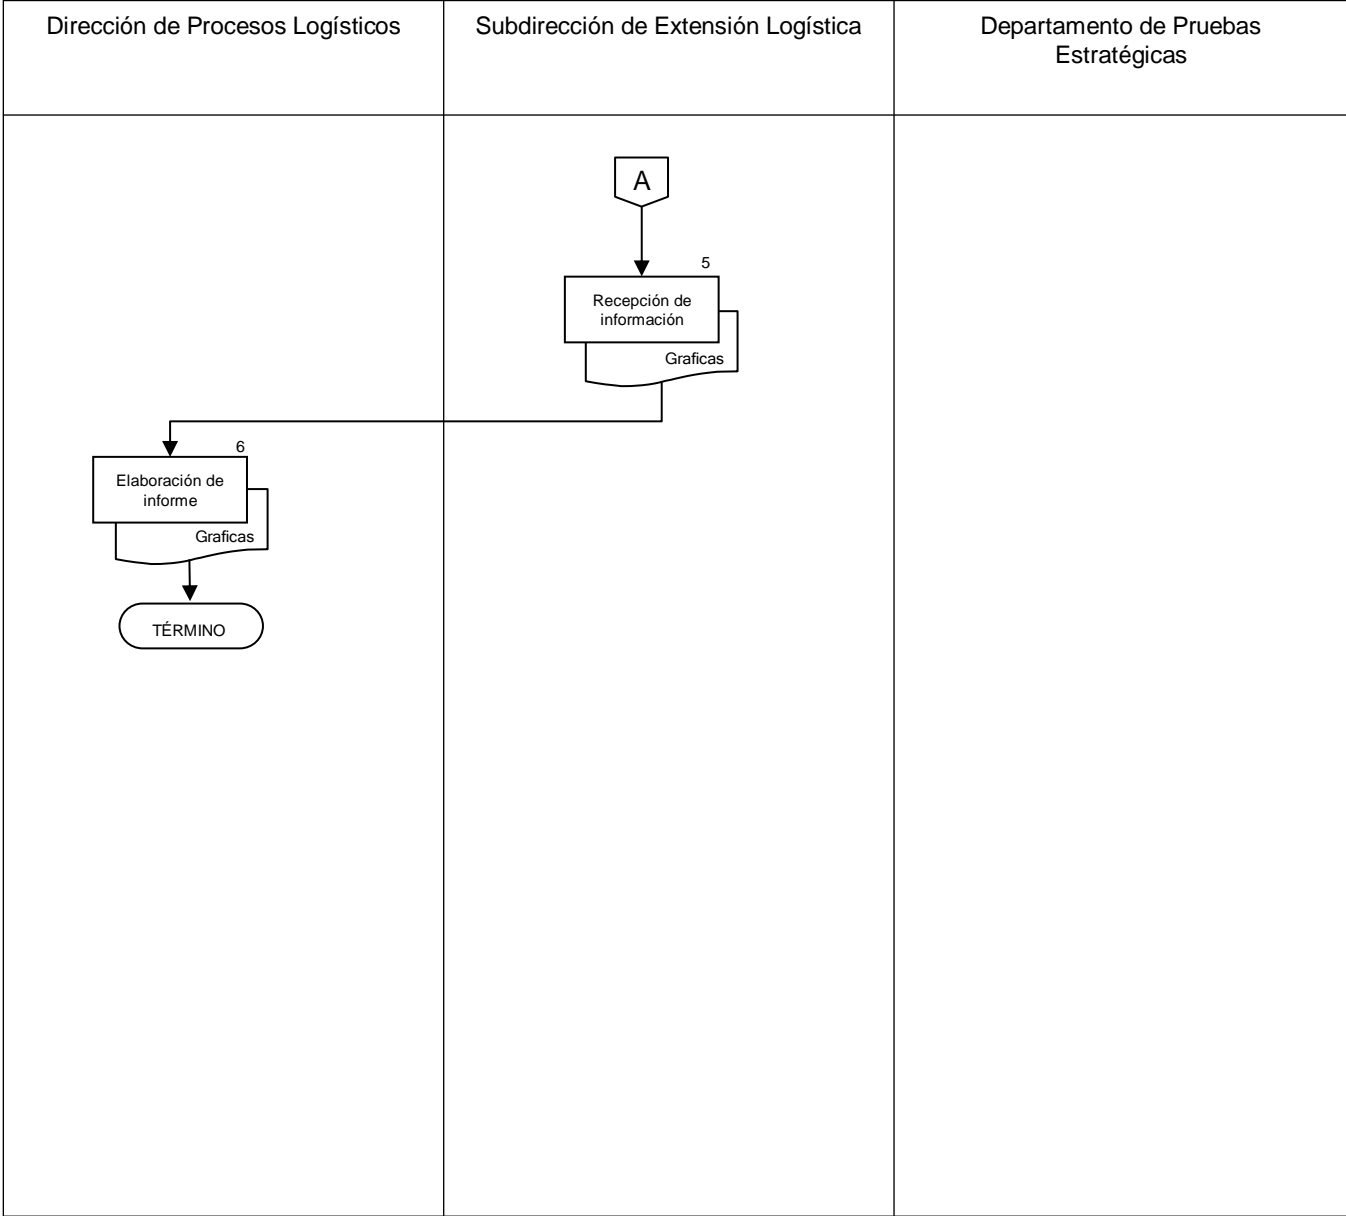 Dirección de Procesos Logísticos
Subdirección de Extensión Logística
Departamento de Pruebas
Estratégicas
A
5
Recepción de
información
Graficas
6
Elaboración de
informe
Graficas
TÉRMINO